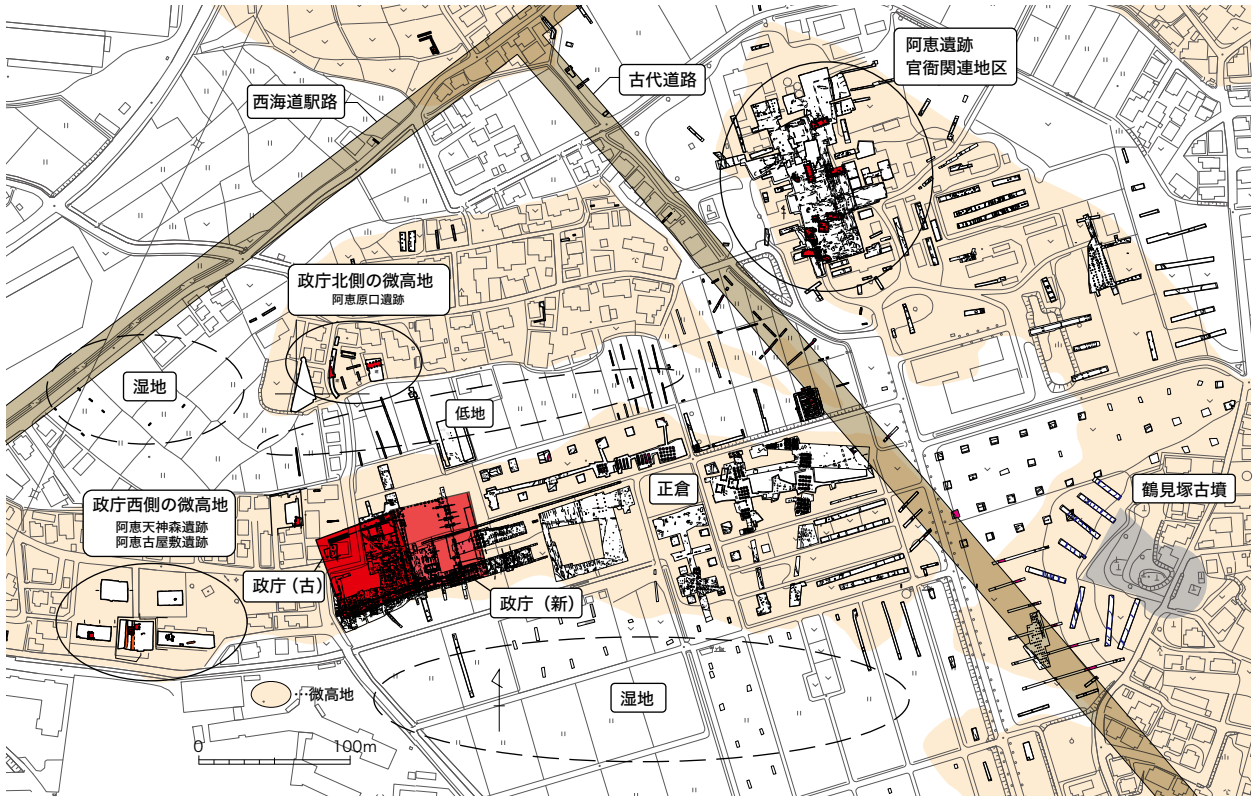 阿恵遺跡
官衙関連地区
古代道路
西海道駅路
政庁北側の微高地
阿恵原口遺跡
湿地
低地
政庁西側の微高地
阿恵天神森遺跡
阿恵古屋敷遺跡
正倉
鶴見塚古墳
政庁（古）
政庁（新）
湿地
…微高地
0
100m